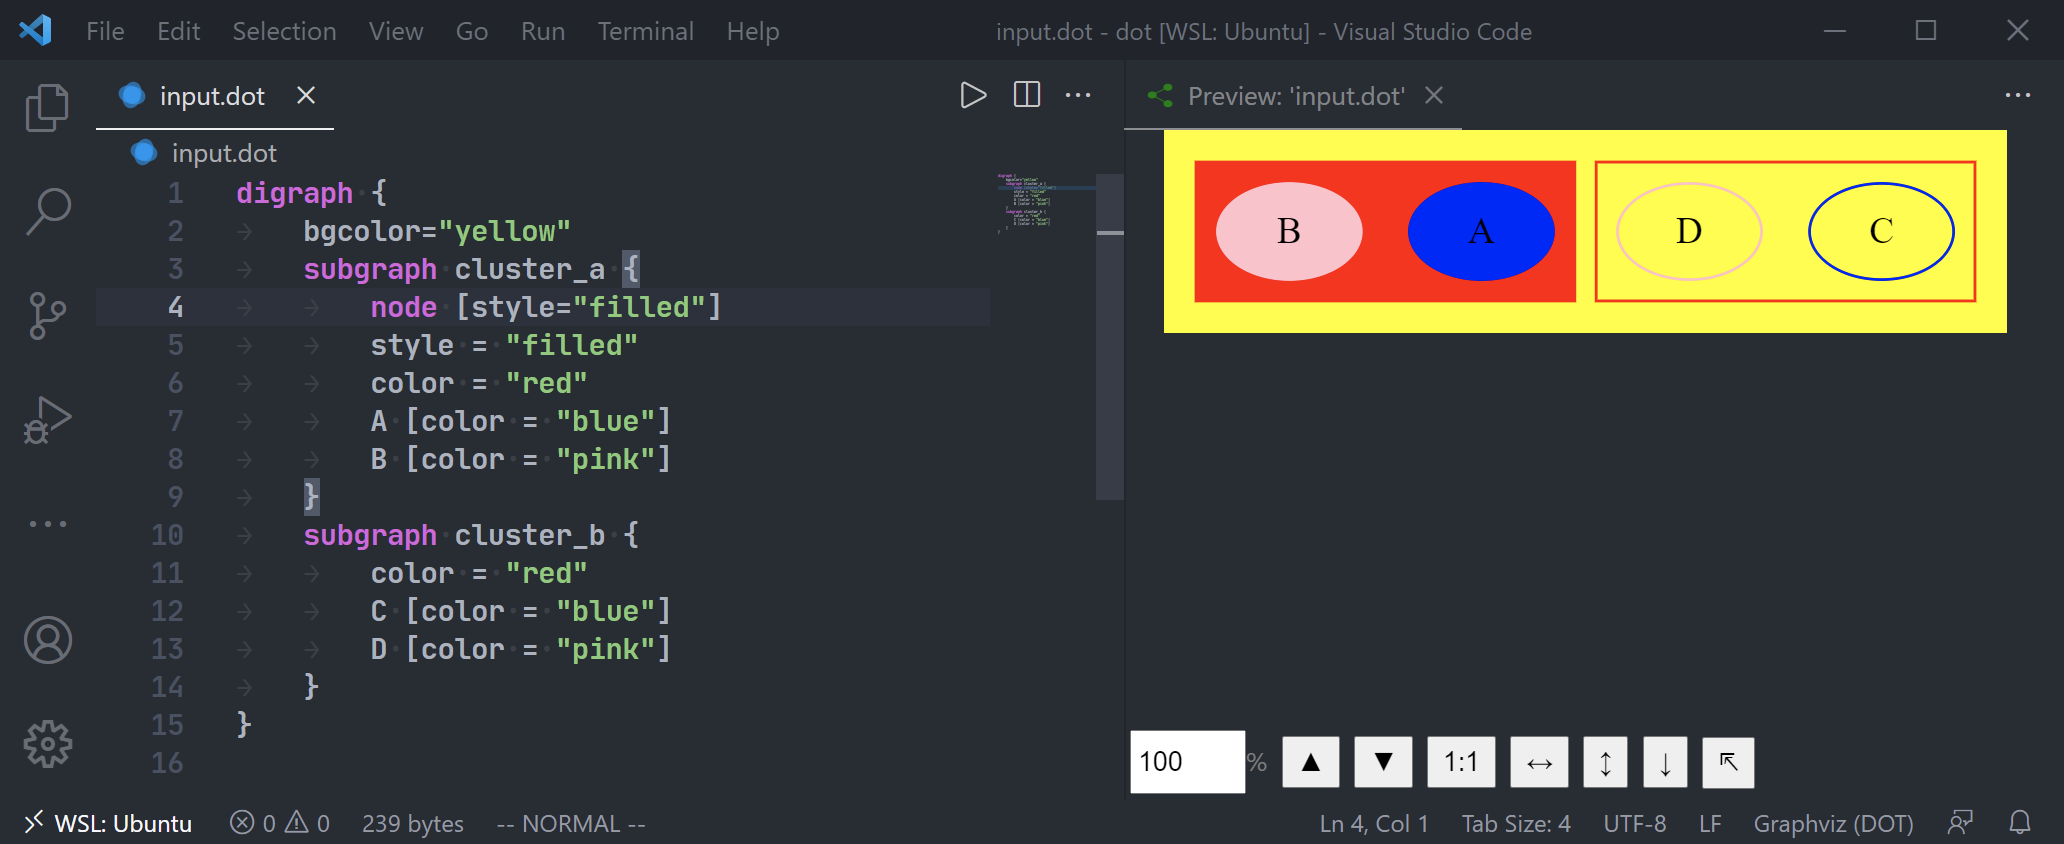 File Edit Selection View Go Run Terminal Help input.dot - dot [WSL: Ubuntu] - Visual Studio Code
input.dot
Preview: 'input.dot'
input.dot
1 digraph {
2 bgcolor="yellow"
3 subgraph cluster_a {
4 node [style="filled"]
5 style = "filled"
6 color = "red"
7 A [color = "blue"]
8 B [color = "pink"]
9 }
10 subgraph cluster_b {
11 color = "red"
12 C [color = "blue"]
13 D [color = "pink"]
14 }
15 }
16
B A D C
100 % ▲ ▼ 1:1 ↔ ↕ ↓ ↖
WSL: Ubuntu 0 0 239 bytes -- NORMAL -- Ln 4, Col 1 Tab Size: 4 UTF-8 LF Graphviz (DOT)